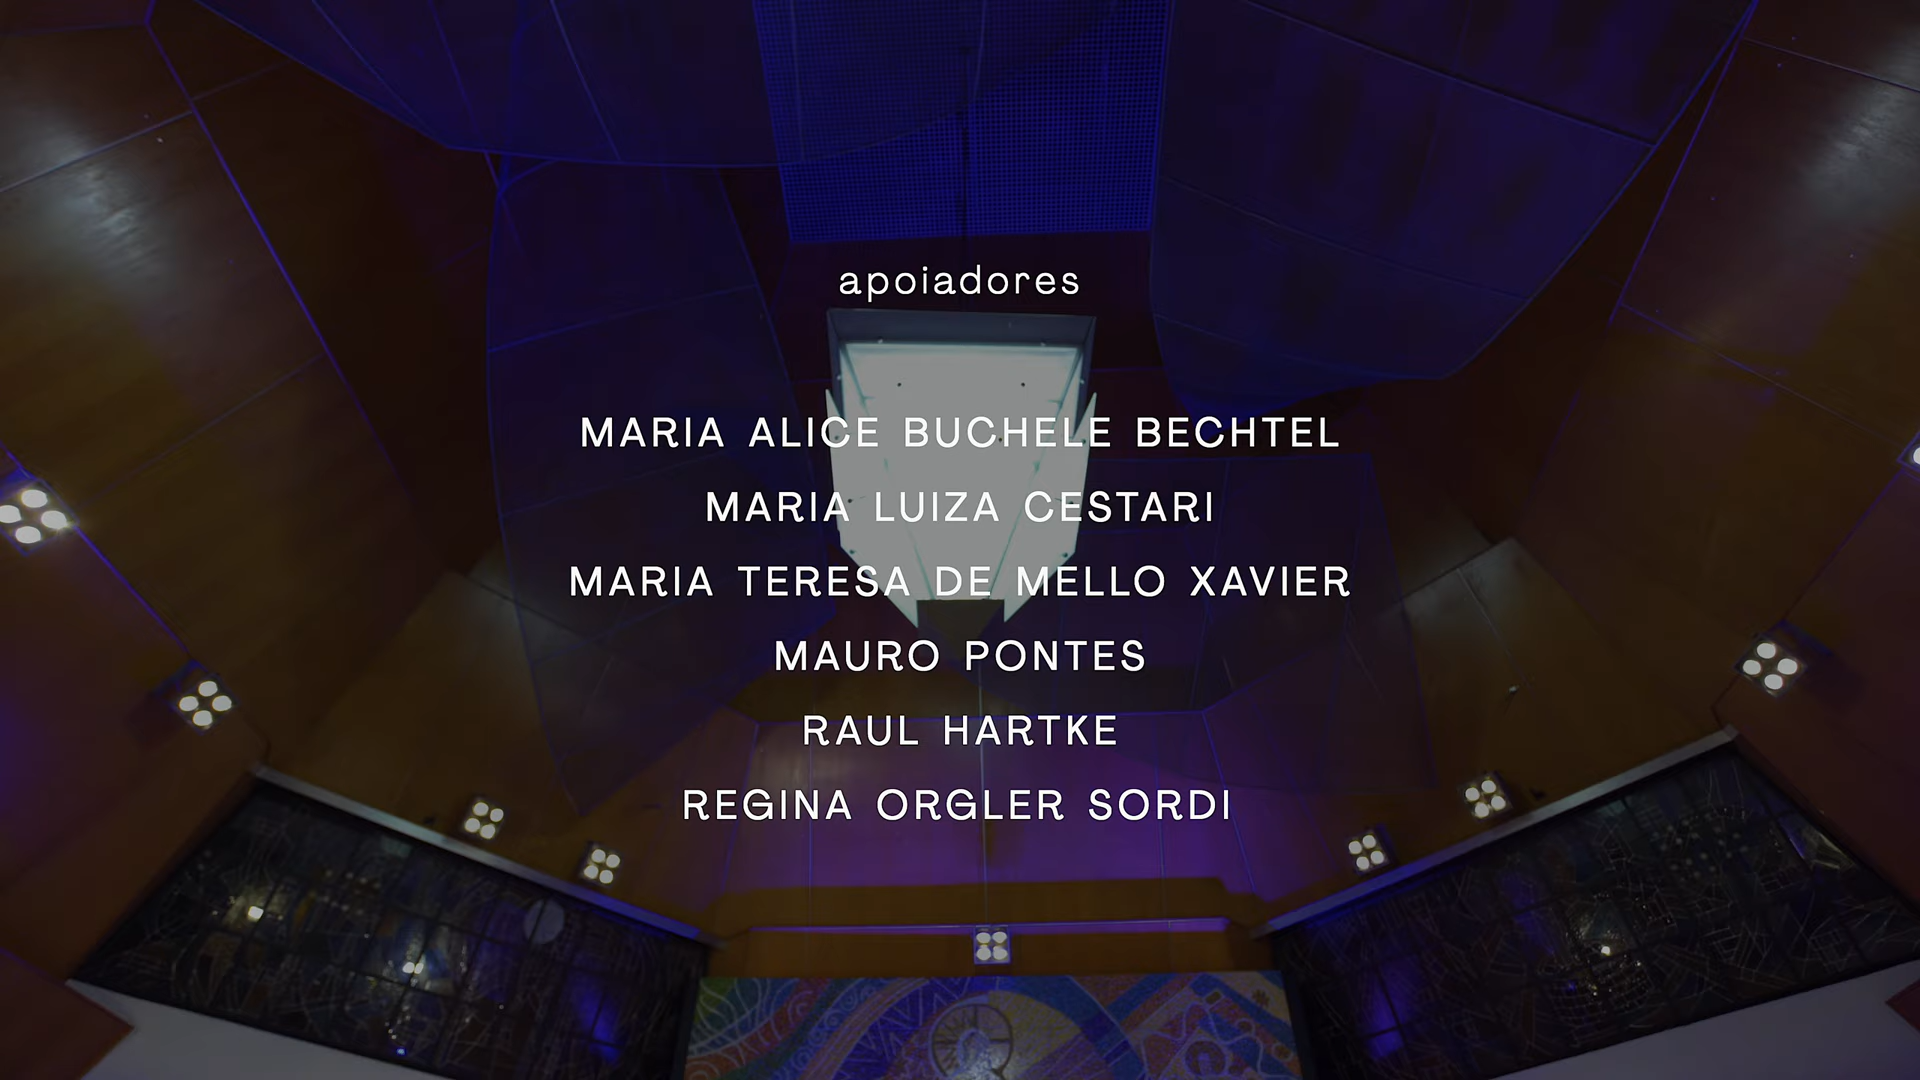 apoiadores
MARIA ALICE BUCHELE BECHTEL
MARIA LUIZA CESTARI
MARIA TERESA DE MELLO XAVIER
MAURO PONTES
RAUL HARTKE
REGINA ORGLER SORDI